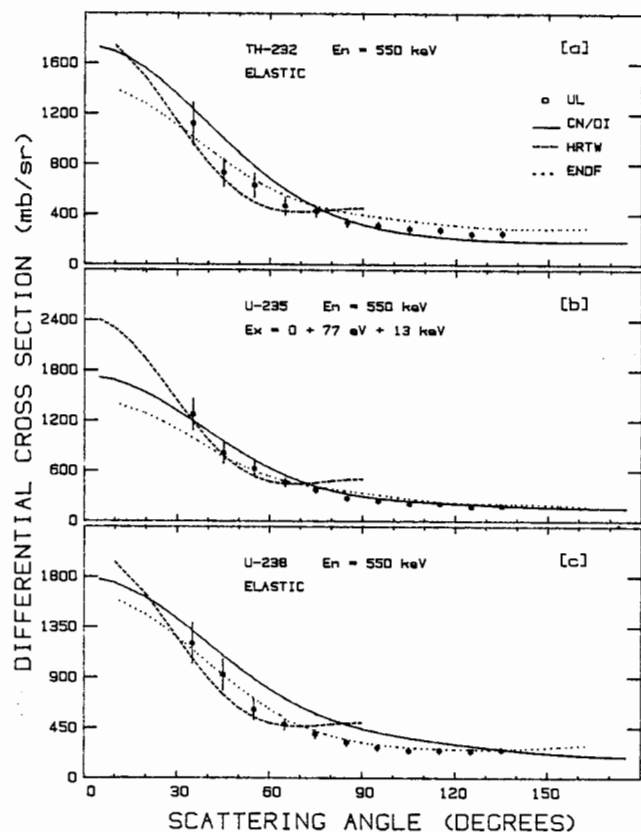 DIFFERENTIAL CROSS SECTION (mb/sr)
1600
1200
800
400
0
TH-232 En = 550 keV
ELASTIC
[a]
UL
CN/DI
HRTW
ENDF
2400
1800
1200
600
0
U-235 En = 550 keV
Ex = 0 + 77 eV + 13 keV
[b]
1800
1350
900
450
0
U-238 En = 550 keV
ELASTIC
[c]
0 30 60 90 120 150
SCATTERING ANGLE (DEGREES)